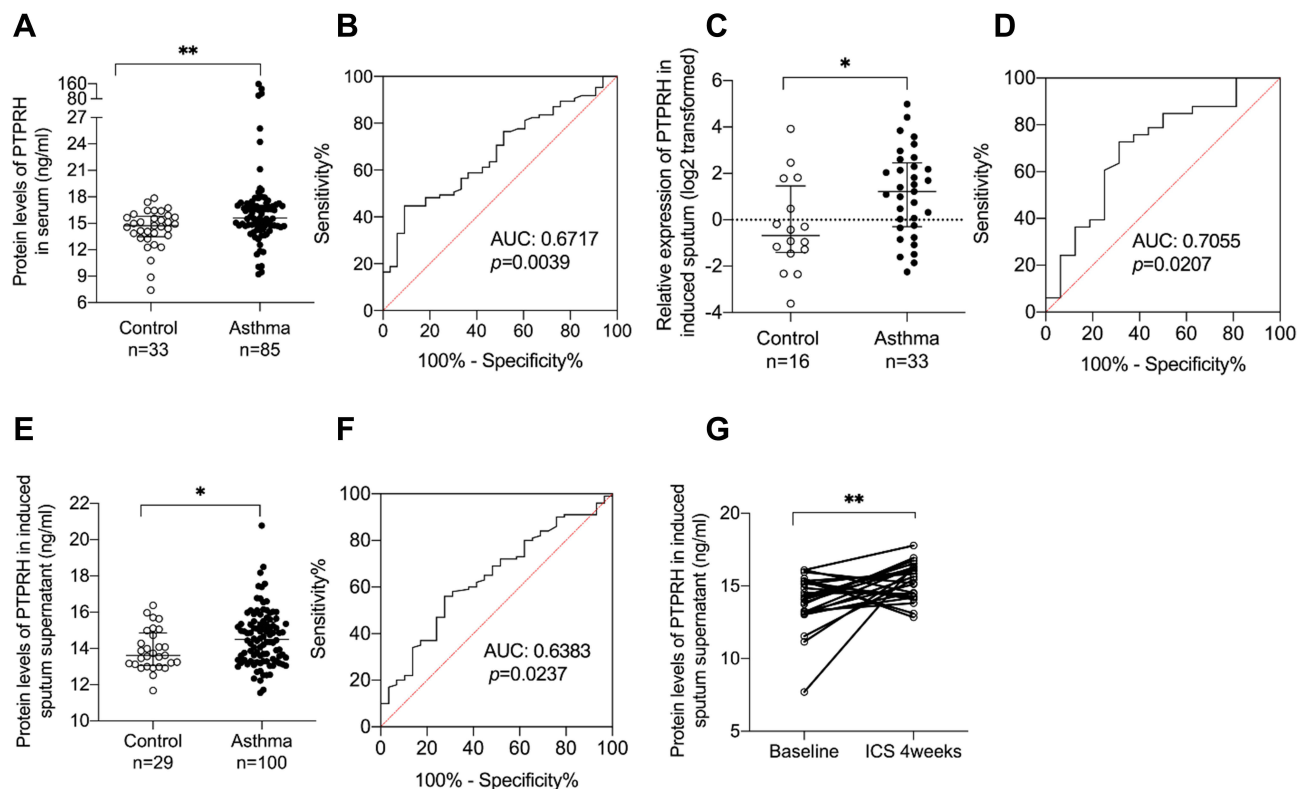 A
B
C
D
**
Protein levels of PTPRH
in serum (ng/ml)
160
80
27
24
21
18
15
12
9
6
Control
n=33
Asthma
n=85
Sensitivity%
100
80
60
40
20
0
AUC: 0.6717
p=0.0039
0 20 40 60 80 100
100% - Specificity%
*
Relative expression of PTPRH in
induced sputum (log2 transformed)
6
4
2
0
-2
-4
Control
n=16
Asthma
n=33
Sensitivity%
100
80
60
40
20
0
AUC: 0.7055
p=0.0207
0 20 40 60 80 100
100% - Specificity%
E
F
G
*
Protein levels of PTPRH in induced
sputum supernatant (ng/ml)
22
20
18
16
14
12
10
Control
n=29
Asthma
n=100
Sensitivity%
100
80
60
40
20
0
AUC: 0.6383
p=0.0237
0 20 40 60 80 100
100% - Specificity%
**
Protein levels of PTPRH in induced
sputum supernatant (ng/ml)
20
15
10
5
Baseline
ICS 4weeks